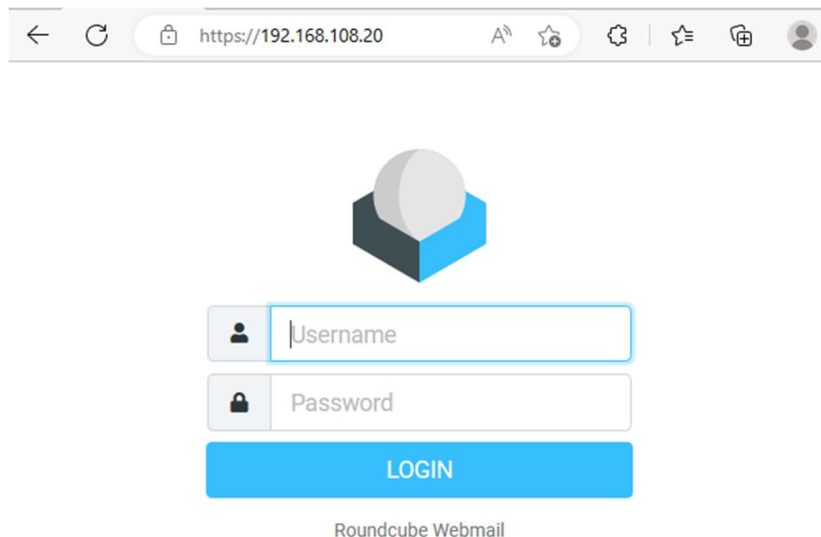 https://192.168.108.20
Username
Password
LOGIN
Roundcube Webmail